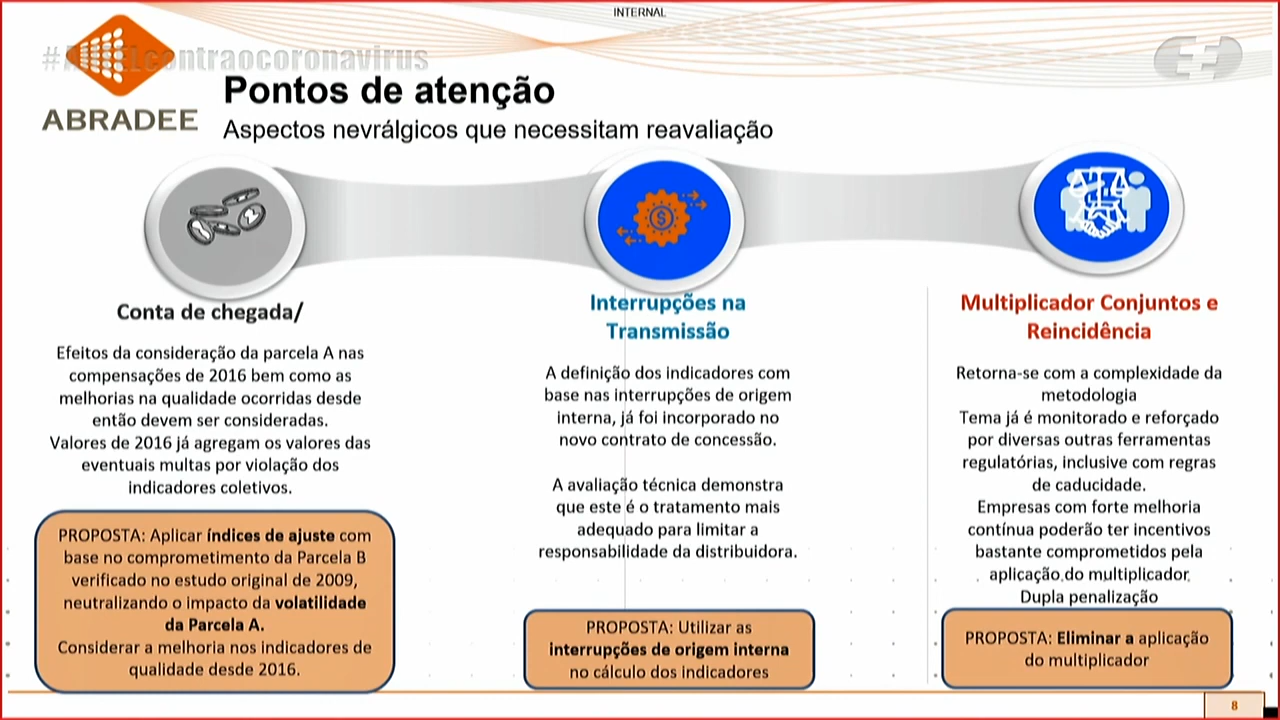 INTERNAL
contraocoronavirus
ABRADEE
Pontos de atenção
Aspectos nevrálgicos que necessitam reavaliação
Conta de chegada/
Efeitos da consideração da parcela A nas
compensações de 2016 bem como as
melhorias na qualidade ocorridas desde
então devem ser consideradas.
Valores de 2016 já agregam os valores das
eventuais multas por violação dos
indicadores coletivos.
PROPOSTA: Aplicar índices de ajuste com
base no comprometimento da Parcela B
verificado no estudo original de 2009,
neutralizando o impacto da volatilidade
da Parcela A.
Considerar a melhoria nos indicadores de
qualidade desde 2016.
Interrupções na
Transmissão
A definição dos indicadores com
base nas interrupções de origem
interna, já foi incorporado no
novo contrato de concessão.
A avaliação técnica demonstra
que este é o tratamento mais
adequado para limitar a
responsabilidade da distribuidora.
PROPOSTA: Utilizar as
interrupções de origem interna
no cálculo dos indicadores
Multiplicador Conjuntos e
Reincidência
Retorna-se com a complexidade da
metodologia
Tema já é monitorado e reforçado
por diversas outras ferramentas
regulatórias, inclusive com regras
de caducidade.
Empresas com forte melhoria
contínua poderão ter incentivos
bastante comprometidos pela
aplicação do multiplicador
Dupla penalização
PROPOSTA: Eliminar a aplicação
do multiplicador
8